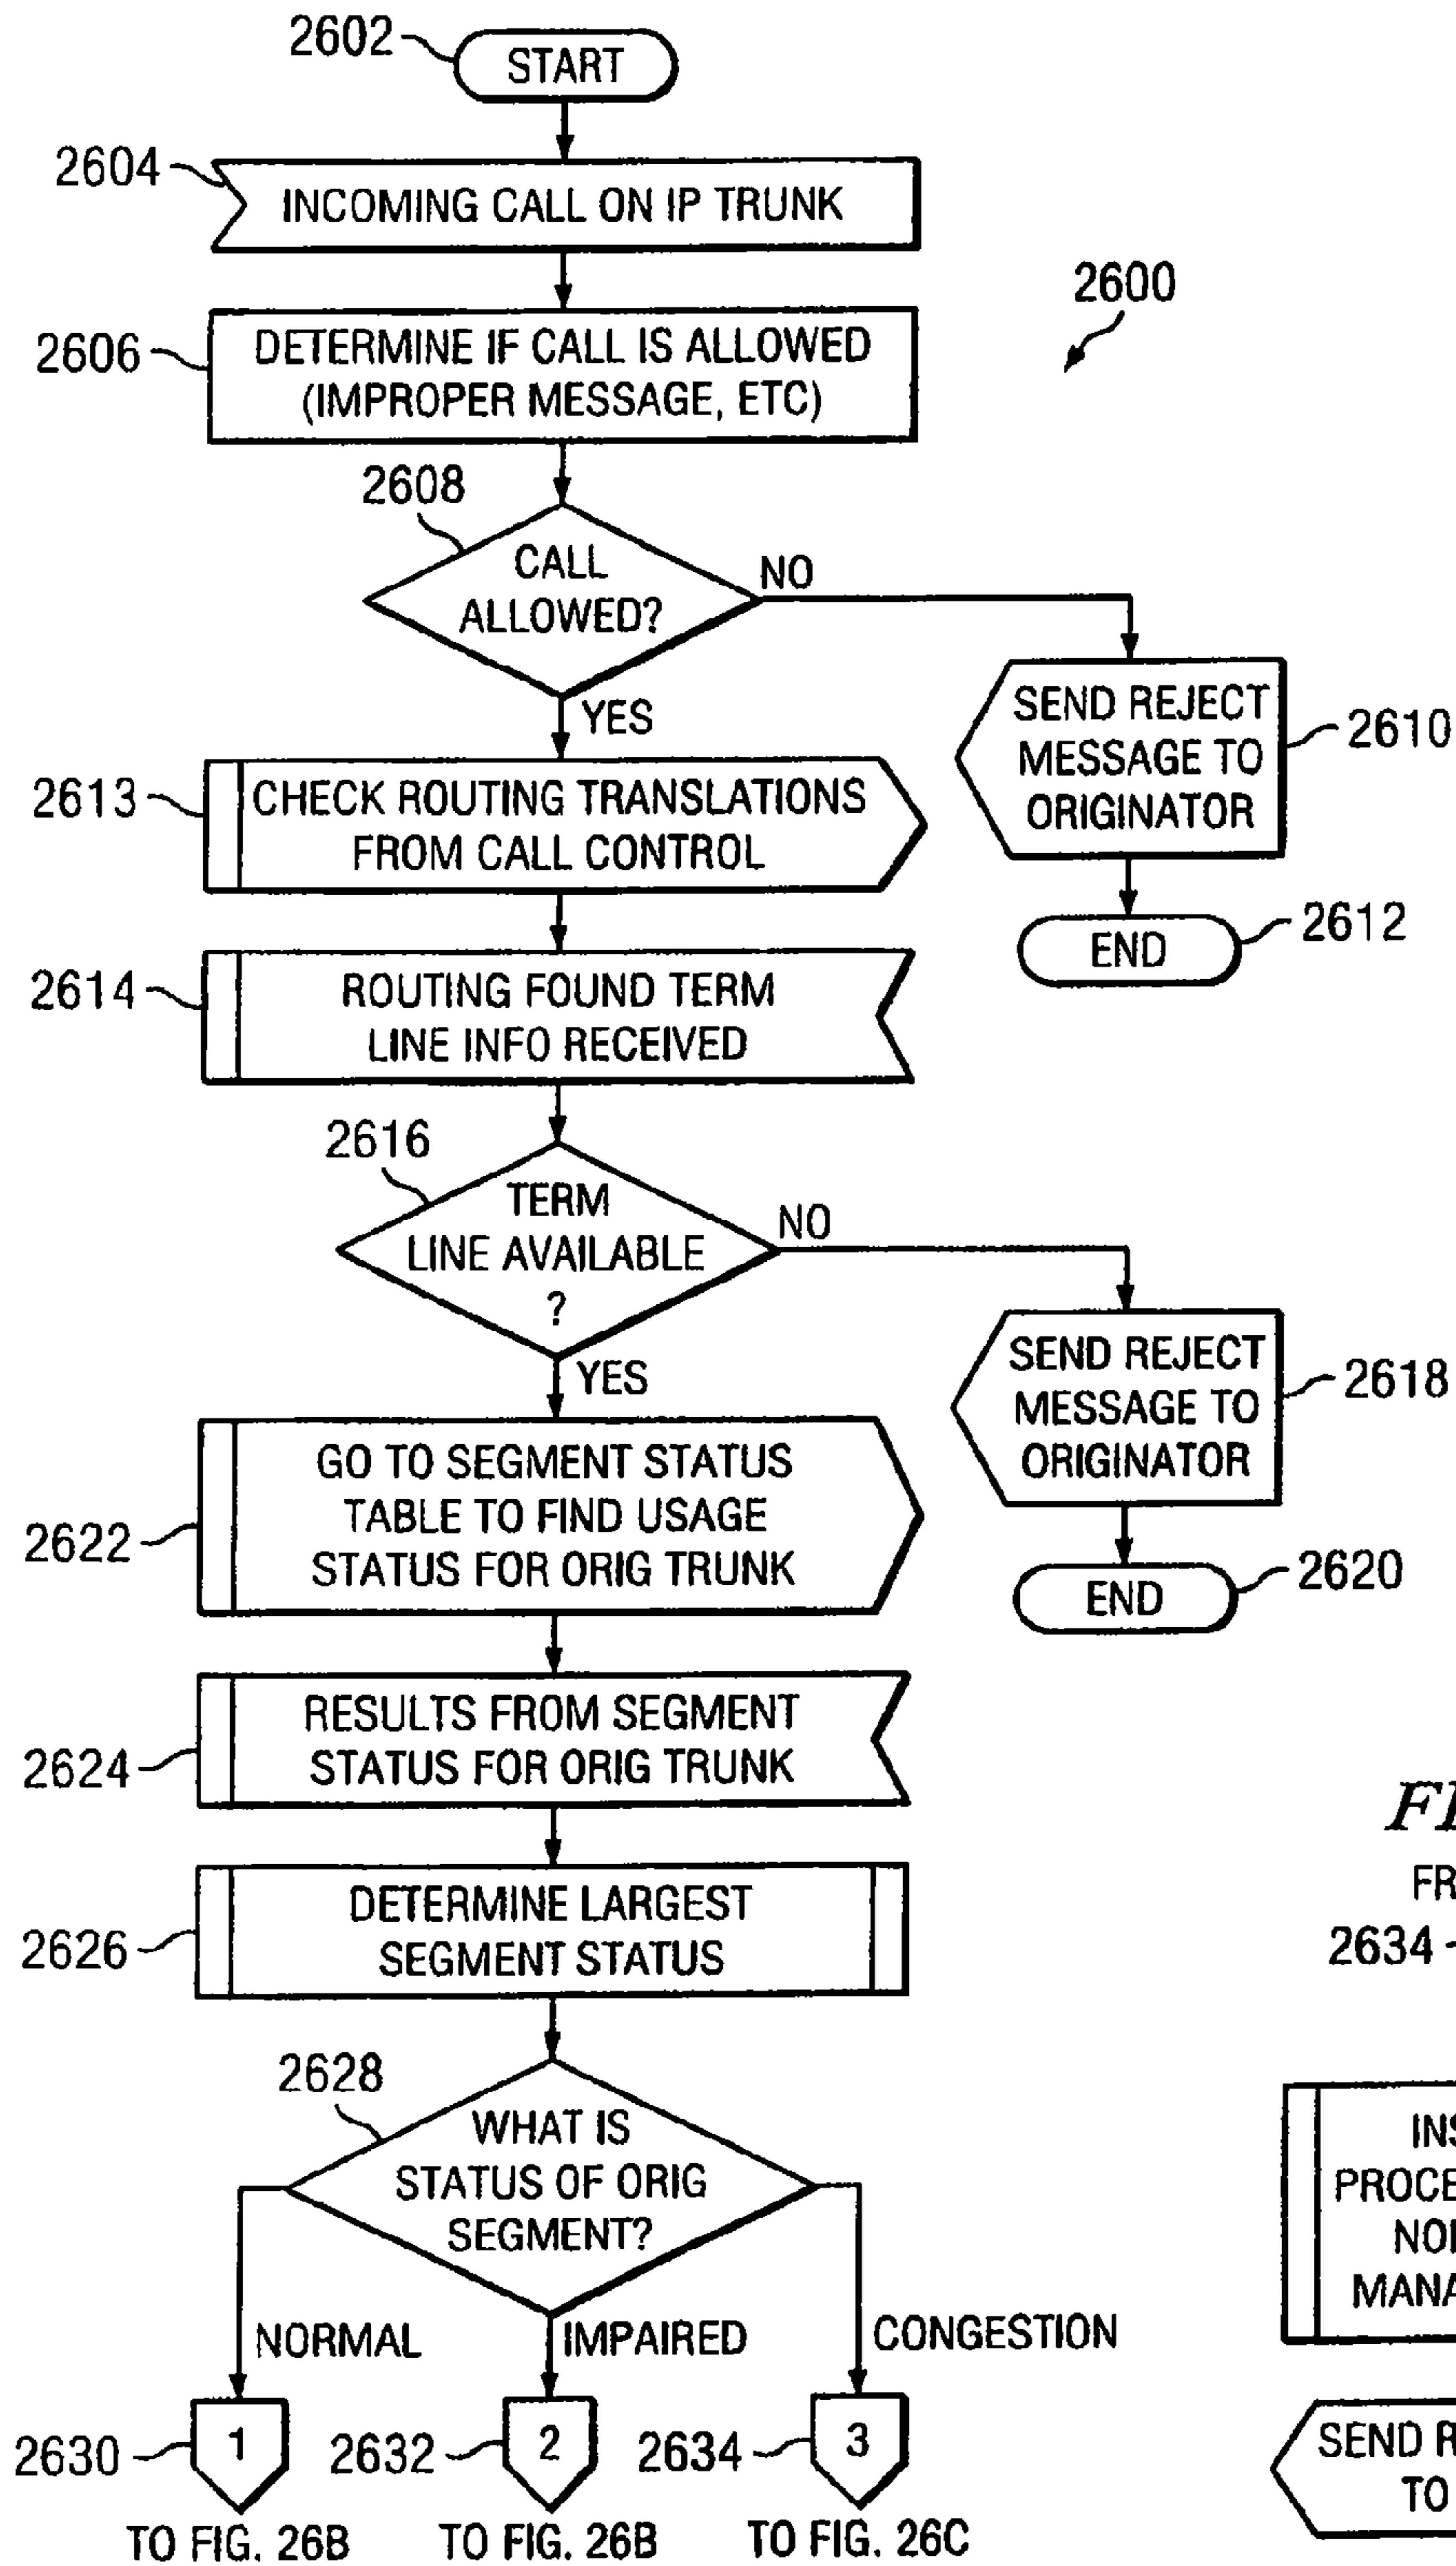 2602
START
2604
INCOMING CALL ON IP TRUNK
2600
2606
DETERMINE IF CALL IS ALLOWED
(IMPROPER MESSAGE, ETC)
2608
CALL
ALLOWED?
NO
YES
SEND REJECT
MESSAGE TO
ORIGINATOR
2610
2613
CHECK ROUTING TRANSLATIONS
FROM CALL CONTROL
END
2612
2614
ROUTING FOUND TERM
LINE INFO RECEIVED
2616
TERM
LINE AVAILABLE
?
NO
YES
SEND REJECT
MESSAGE TO
ORIGINATOR
2618
2622
GO TO SEGMENT STATUS
TABLE TO FIND USAGE
STATUS FOR ORIG TRUNK
END
2620
2624
RESULTS FROM SEGMENT
STATUS FOR ORIG TRUNK
2626
DETERMINE LARGEST
SEGMENT STATUS
2628
WHAT IS
STATUS OF ORIG
SEGMENT?
NORMAL
IMPAIRED
CONGESTION
2630
1
2632
2
2634
3
TO FIG. 26B
TO FIG. 26B
TO FIG. 26C
2634
SEND
TO